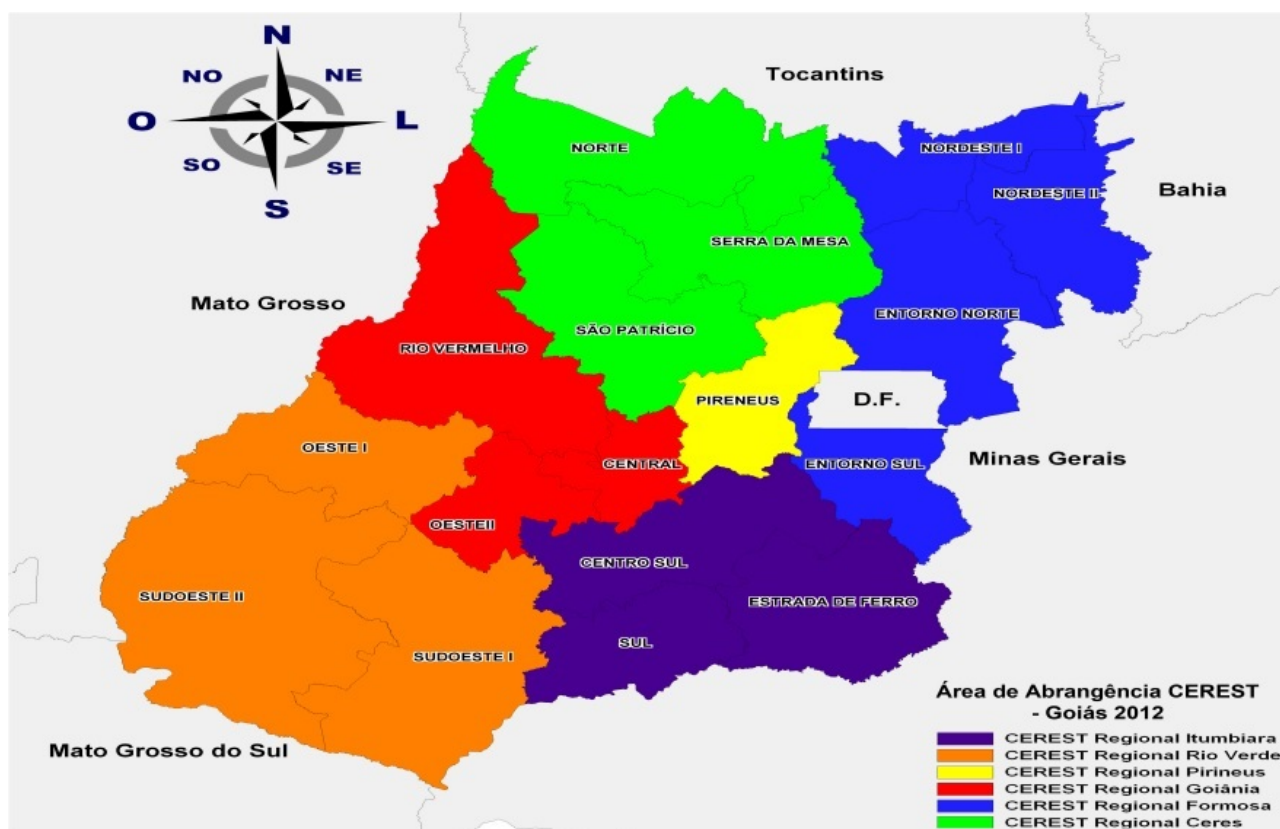 N
NO NE
O L
SO SE
S
Tocantins
NORTE
NORDESTE I
Bahia
NORDESTE II
SERRA DA MESA
Mato Grosso
ENTORNO NORTE
SÃO PATRÍCIO
RIO VERMELHO
PIRENEUS
D.F.
OESTE I
CENTRAL
ENTORNO SUL
Minas Gerais
OESTEII
CENTRO SUL
SUDOESTE II
ESTRADA DE FERRO
SUL
SUDOESTE I
Mato Grosso do Sul
Área de Abrangência CEREST
- Goiás 2012
CEREST Regional Itumbiara
CEREST Regional Rio Verde
CEREST Regional Pirineus
CEREST Regional Goiânia
CEREST Regional Formosa
CEREST Regional Ceres